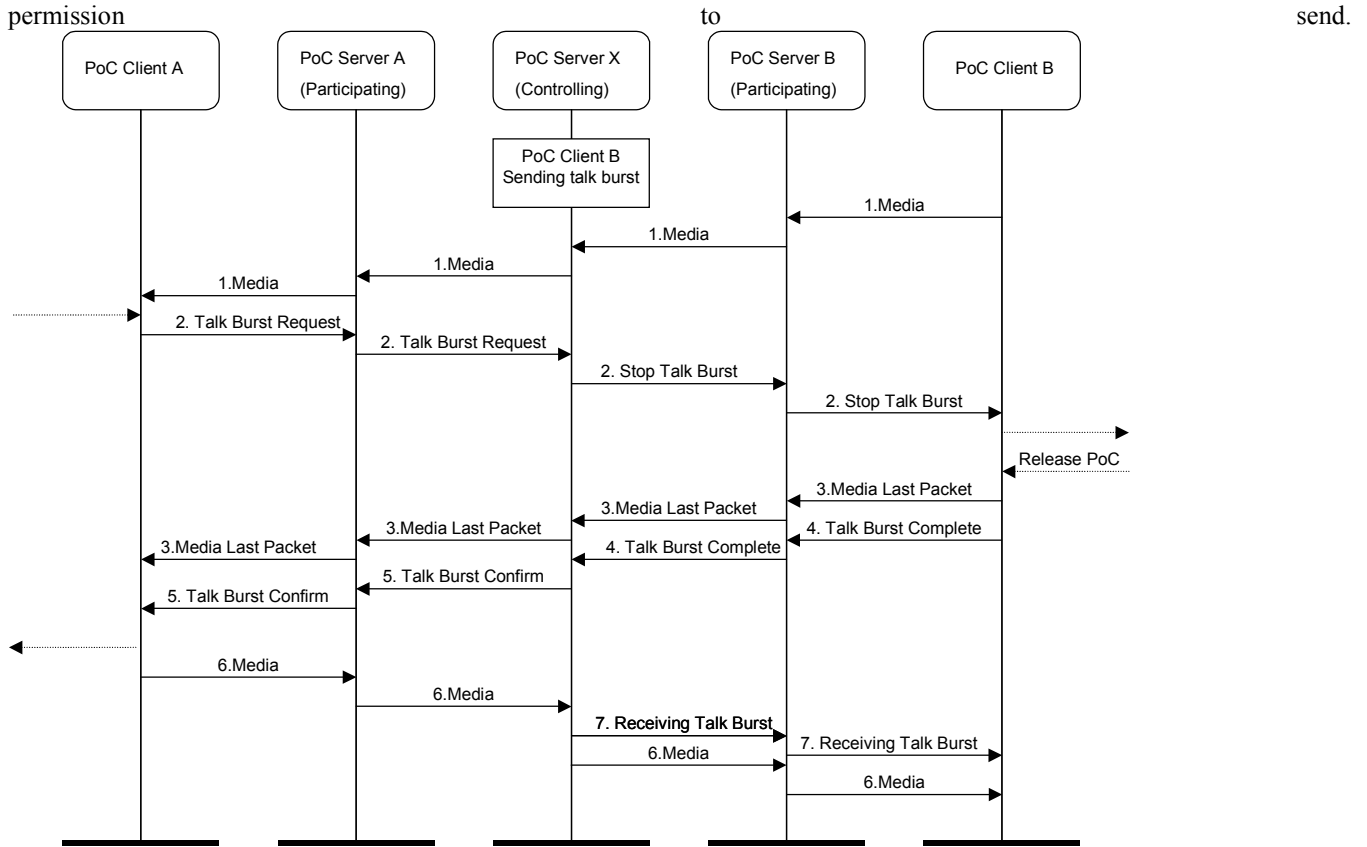 permission to send.
PoC Client A
PoC Server A
(Participating)
PoC Server X
(Controlling)
PoC Server B
(Participating)
PoC Client B
PoC Client B
Sending talk burst
1.Media
1.Media
1.Media
1.Media
2. Talk Burst Request
2. Talk Burst Request
2. Stop Talk Burst
2. Stop Talk Burst
Release PoC
3.Media Last Packet
3.Media Last Packet
3.Media Last Packet
4. Talk Burst Complete
3.Media Last Packet
4. Talk Burst Complete
5. Talk Burst Confirm
5. Talk Burst Confirm
6.Media
6.Media
7. Receiving Talk Burst
7. Receiving Talk Burst
6.Media
6.Media